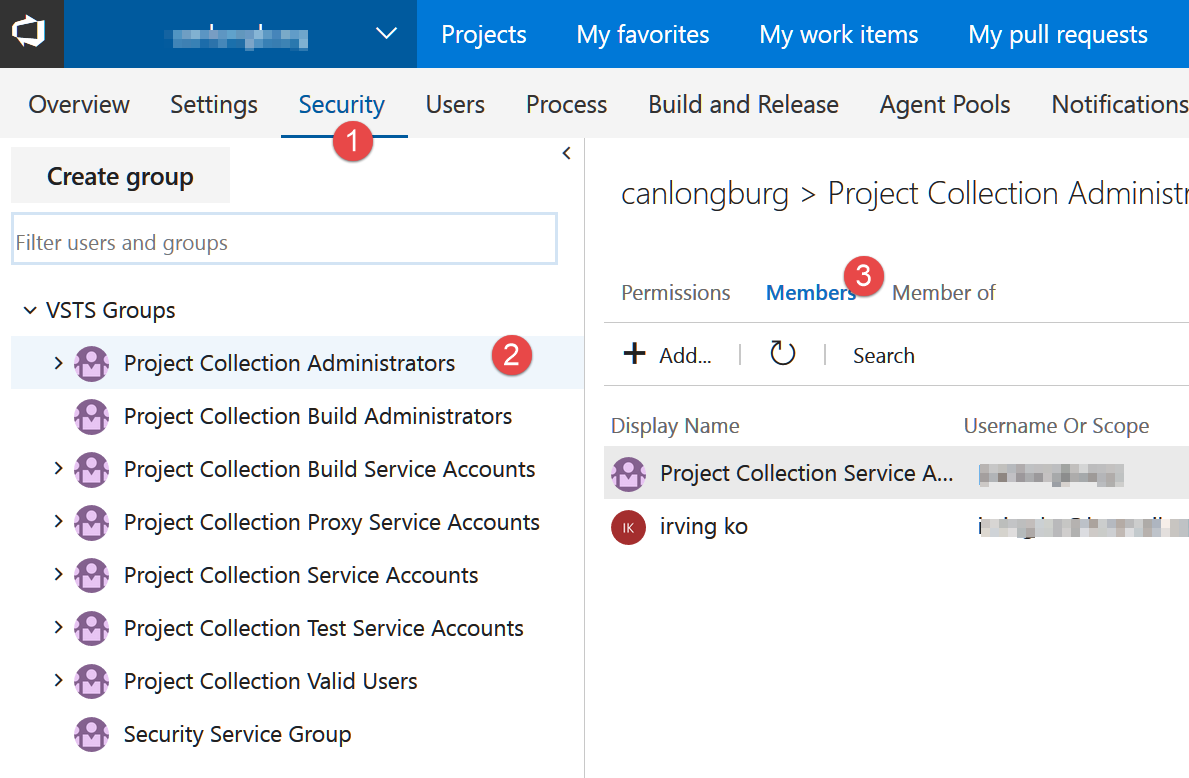 Projects My favorites My work items My pull requests
Overview Settings Security Users Process Build and Release Agent Pools Notifications
1
Create group
Filter users and groups
VSTS Groups
Project Collection Administrators 2
Project Collection Build Administrators
Project Collection Build Service Accounts
Project Collection Proxy Service Accounts
Project Collection Service Accounts
Project Collection Test Service Accounts
Project Collection Valid Users
Security Service Group
canlongburg > Project Collection Administr
Permissions Members 3 Member of
+ Add... | | Search
Display Name Username Or Scope
Project Collection Service A...
IK irving ko